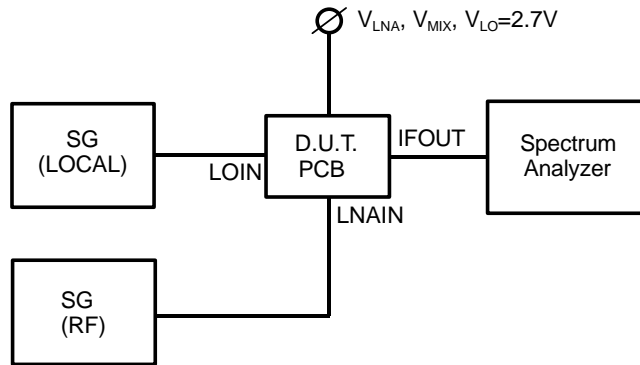 V_LNA, V_MIX, V_LO=2.7V
SG
(LOCAL)
LOIN
D.U.T.
PCB
IFOUT
Spectrum
Analyzer
LNAIN
SG
(RF)